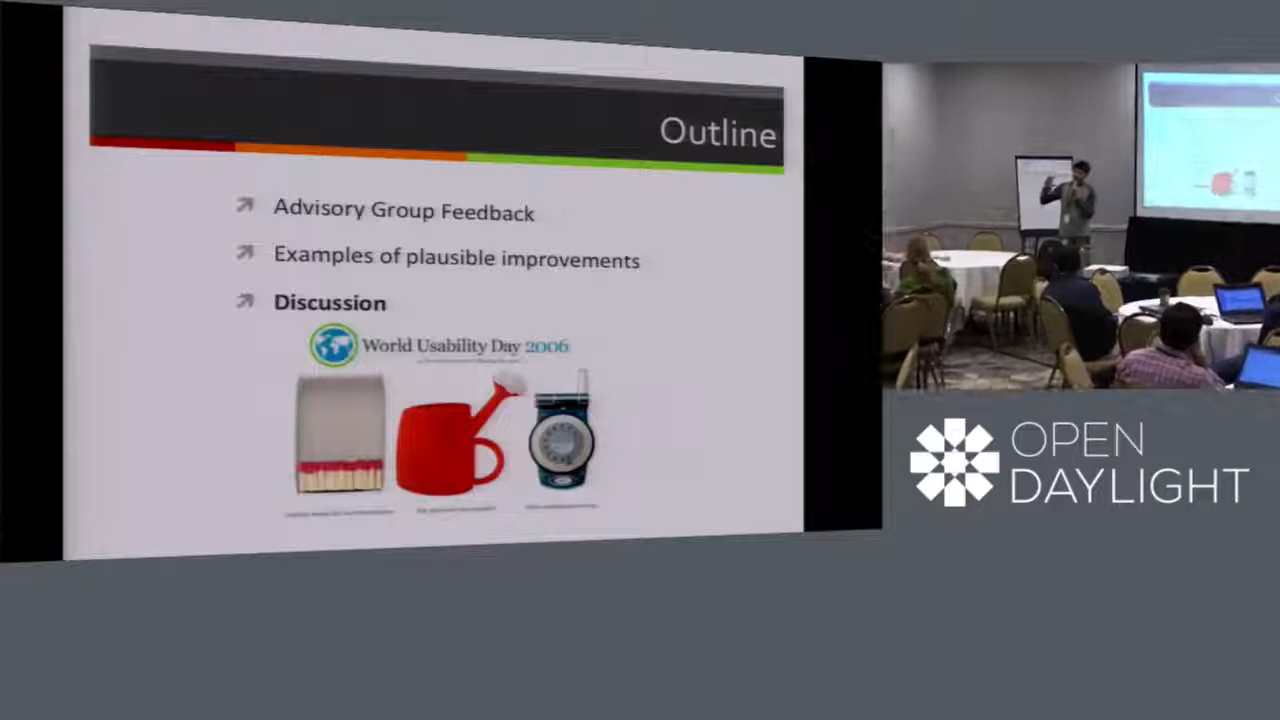 Outline
Advisory Group Feedback
Examples of plausible improvements
Discussion
World Usability Day 2006
OPEN
DAYLIGHT